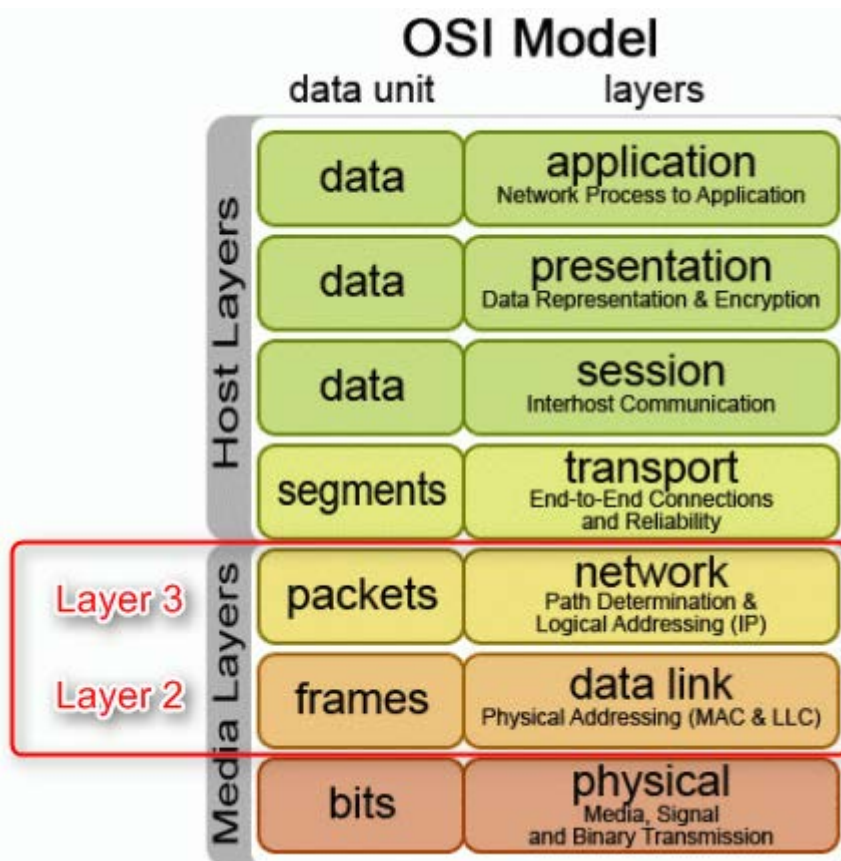 OSI Model
data unit
layers
Host Layers
data
application
Network Process to Application
data
presentation
Data Representation & Encryption
data
session
Interhost Communication
segments
transport
End-to-End Connections
and Reliability
Media Layers
Layer 3
packets
network
Path Determination &
Logical Addressing (IP)
Layer 2
frames
data link
Physical Addressing (MAC & LLC)
bits
physical
Media, Signal
and Binary Transmission